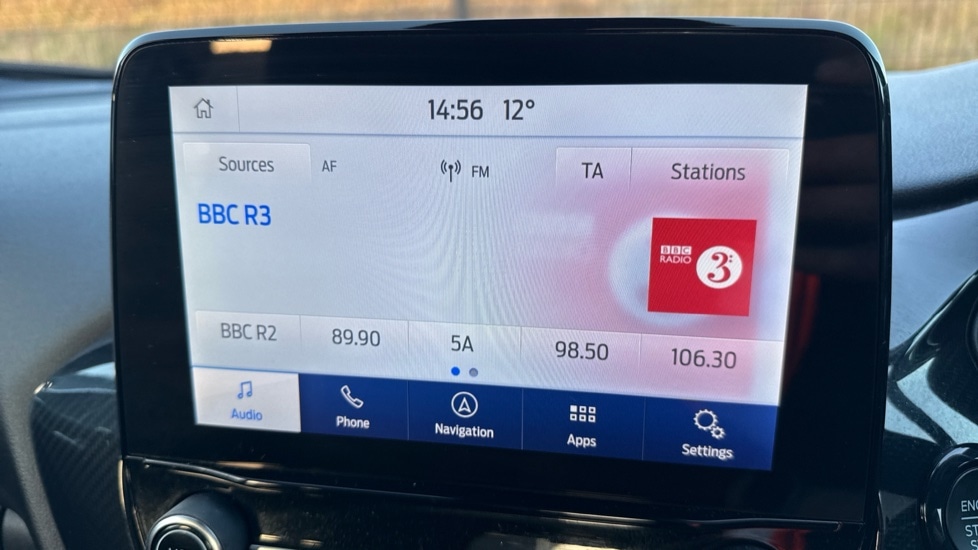 14:56 12°
Sources AF FM TA Stations
BBC R3
BBC
RADIO 3
BBC R2 89.90 5A 98.50 106.30
Audio Phone Navigation Apps Settings